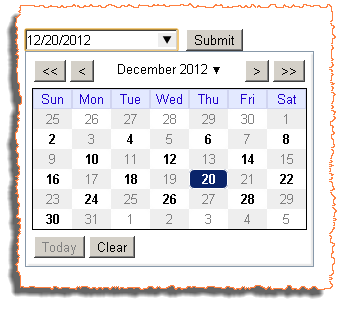 12/20/2012 ▼ Submit
<< < December 2012 ▼ > >>
Sun Mon Tue Wed Thu Fri Sat
25 26 27 28 29 30 1
2 3 4 5 6 7 8
9 10 11 12 13 14 15
16 17 18 19 20 21 22
23 24 25 26 27 28 29
30 31 1 2 3 4 5
Today Clear